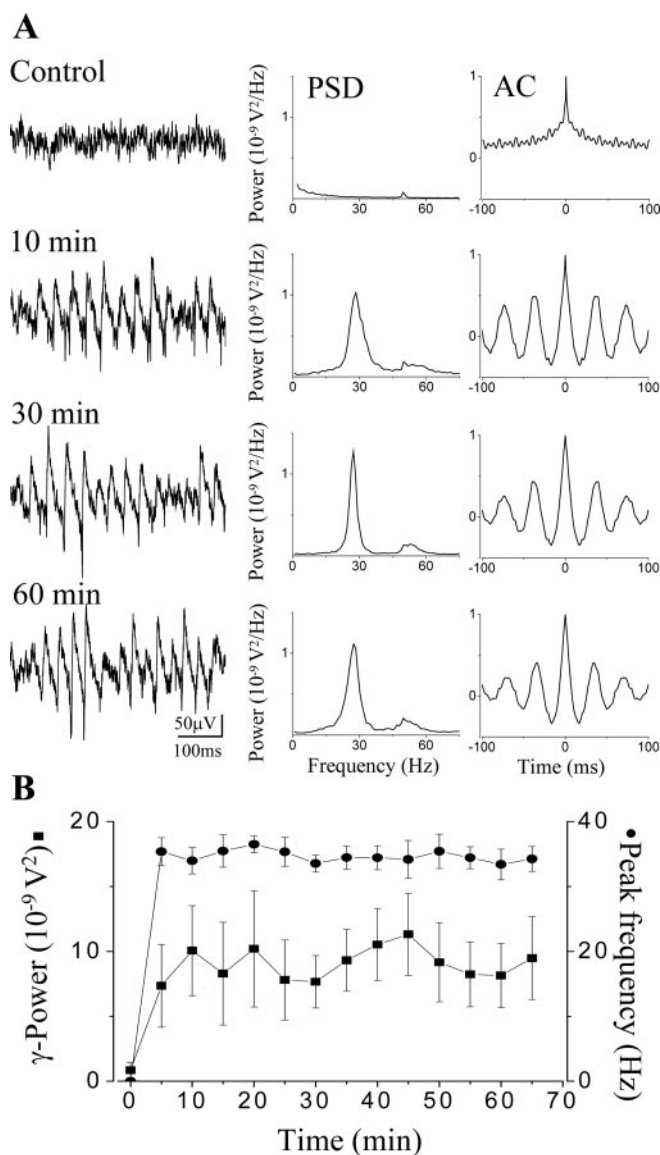 A
Control
PSD
AC
Power (10⁻⁹ V²/Hz)
1
0
30
60
1
0
-100
0
100
10 min
Power (10⁻⁹ V²/Hz)
1
0
30
60
1
0
-100
0
100
30 min
Power (10⁻⁹ V²/Hz)
1
0
30
60
1
0
-100
0
100
60 min
50μV
100ms
Power (10⁻⁹ V²/Hz)
1
0
30
60
Frequency (Hz)
1
0
-100
0
100
Time (ms)
B
γ-Power (10⁻⁹ V²)
20
10
0
40
20
0
Peak frequency (Hz)
0 10 20 30 40 50 60 70
Time (min)